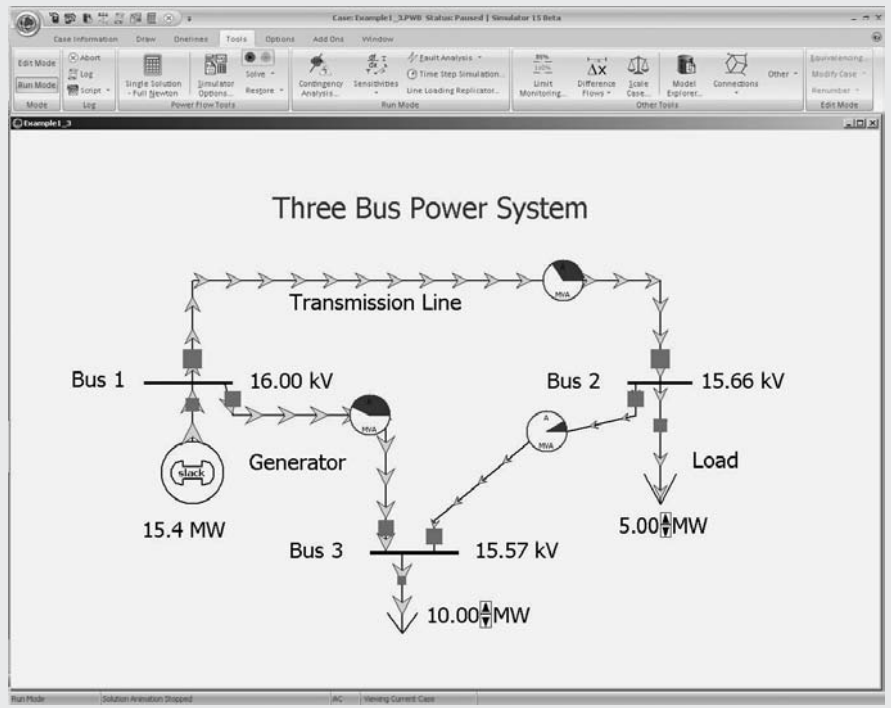 Case: Example1_3.PWB Status: Paused | Simulator 15 Beta
Case Information Draw Onelines Tools Options Add Ons Window
Edit Mode
Run Mode
Mode
Abort
Log
Script
Log
Single Solution - Full Newton
Simulator Options...
Solve
Restore
Power Flow Tools
Contingency Analysis...
Sensitivities
Fault Analysis
Time Step Simulation...
Line Loading Replicator...
Run Mode
Limit Monitoring...
Difference Flows
Scale Case...
Model Explorer...
Connections
Other
Other Tools
Equivalencing...
Modify Case
Renumber
Edit Mode
Example1_3
Three Bus Power System
A
MVA
Transmission Line
Bus 1
16.00 kV
Bus 2
15.66 kV
A
MVA
A
MVA
Generator
Load
slack
15.4 MW
5.00 MW
Bus 3
15.57 kV
10.00 MW
Run Mode
Solution Animation Stopped
AC
Viewing Current Case